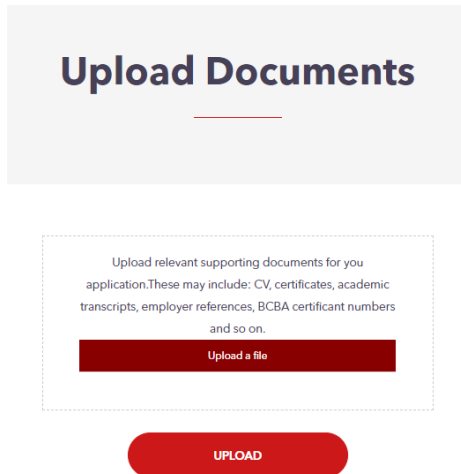 Upload Documents
Upload relevant supporting documents for you
application.These may include: CV, certificates, academic
transcripts, employer references, BCBA certificant numbers
and so on.
Upload a file
UPLOAD